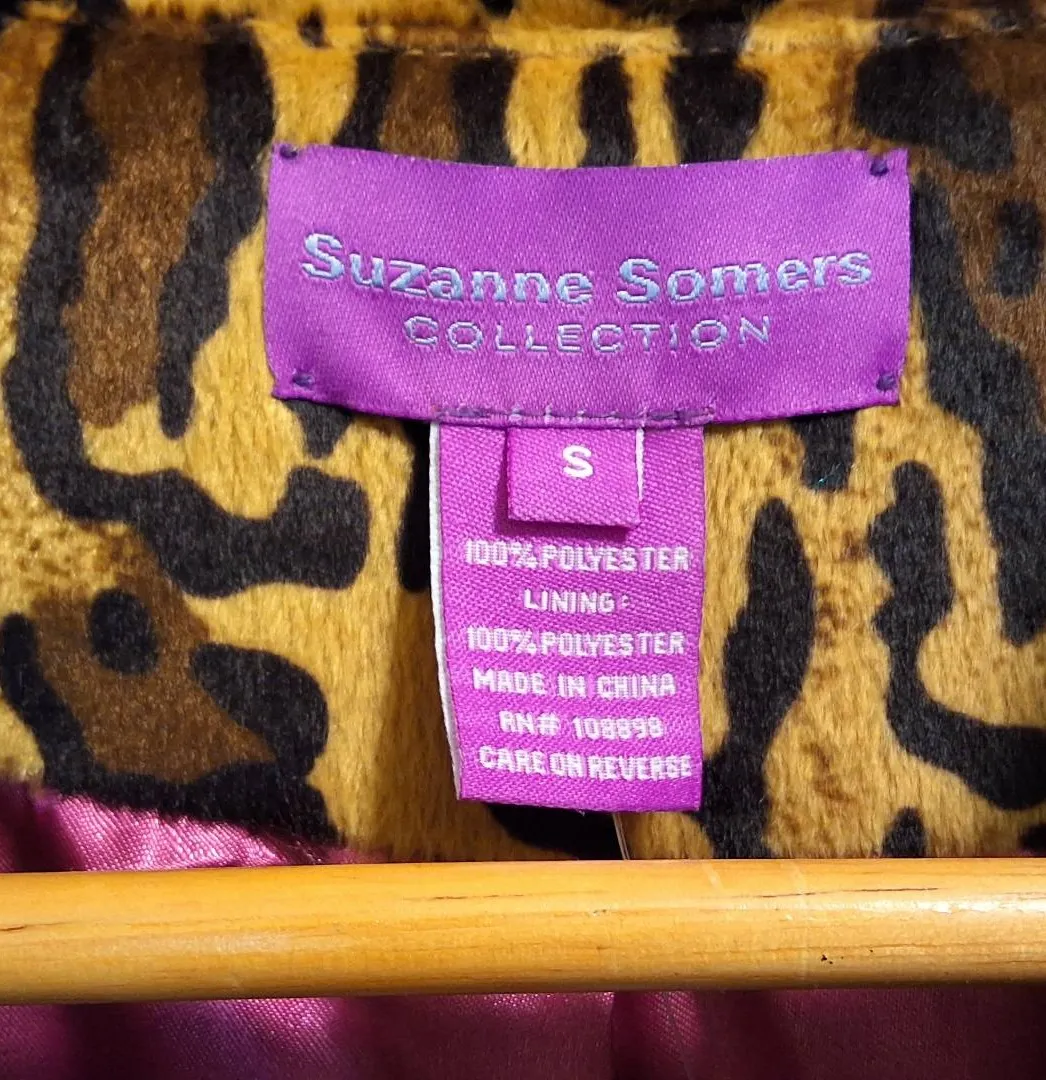 Suzanne Somers
COLLECTION
S
100% POLYESTER
LINING:
100% POLYESTER
MADE IN CHINA
RN# 108898
CARE ON REVERSE